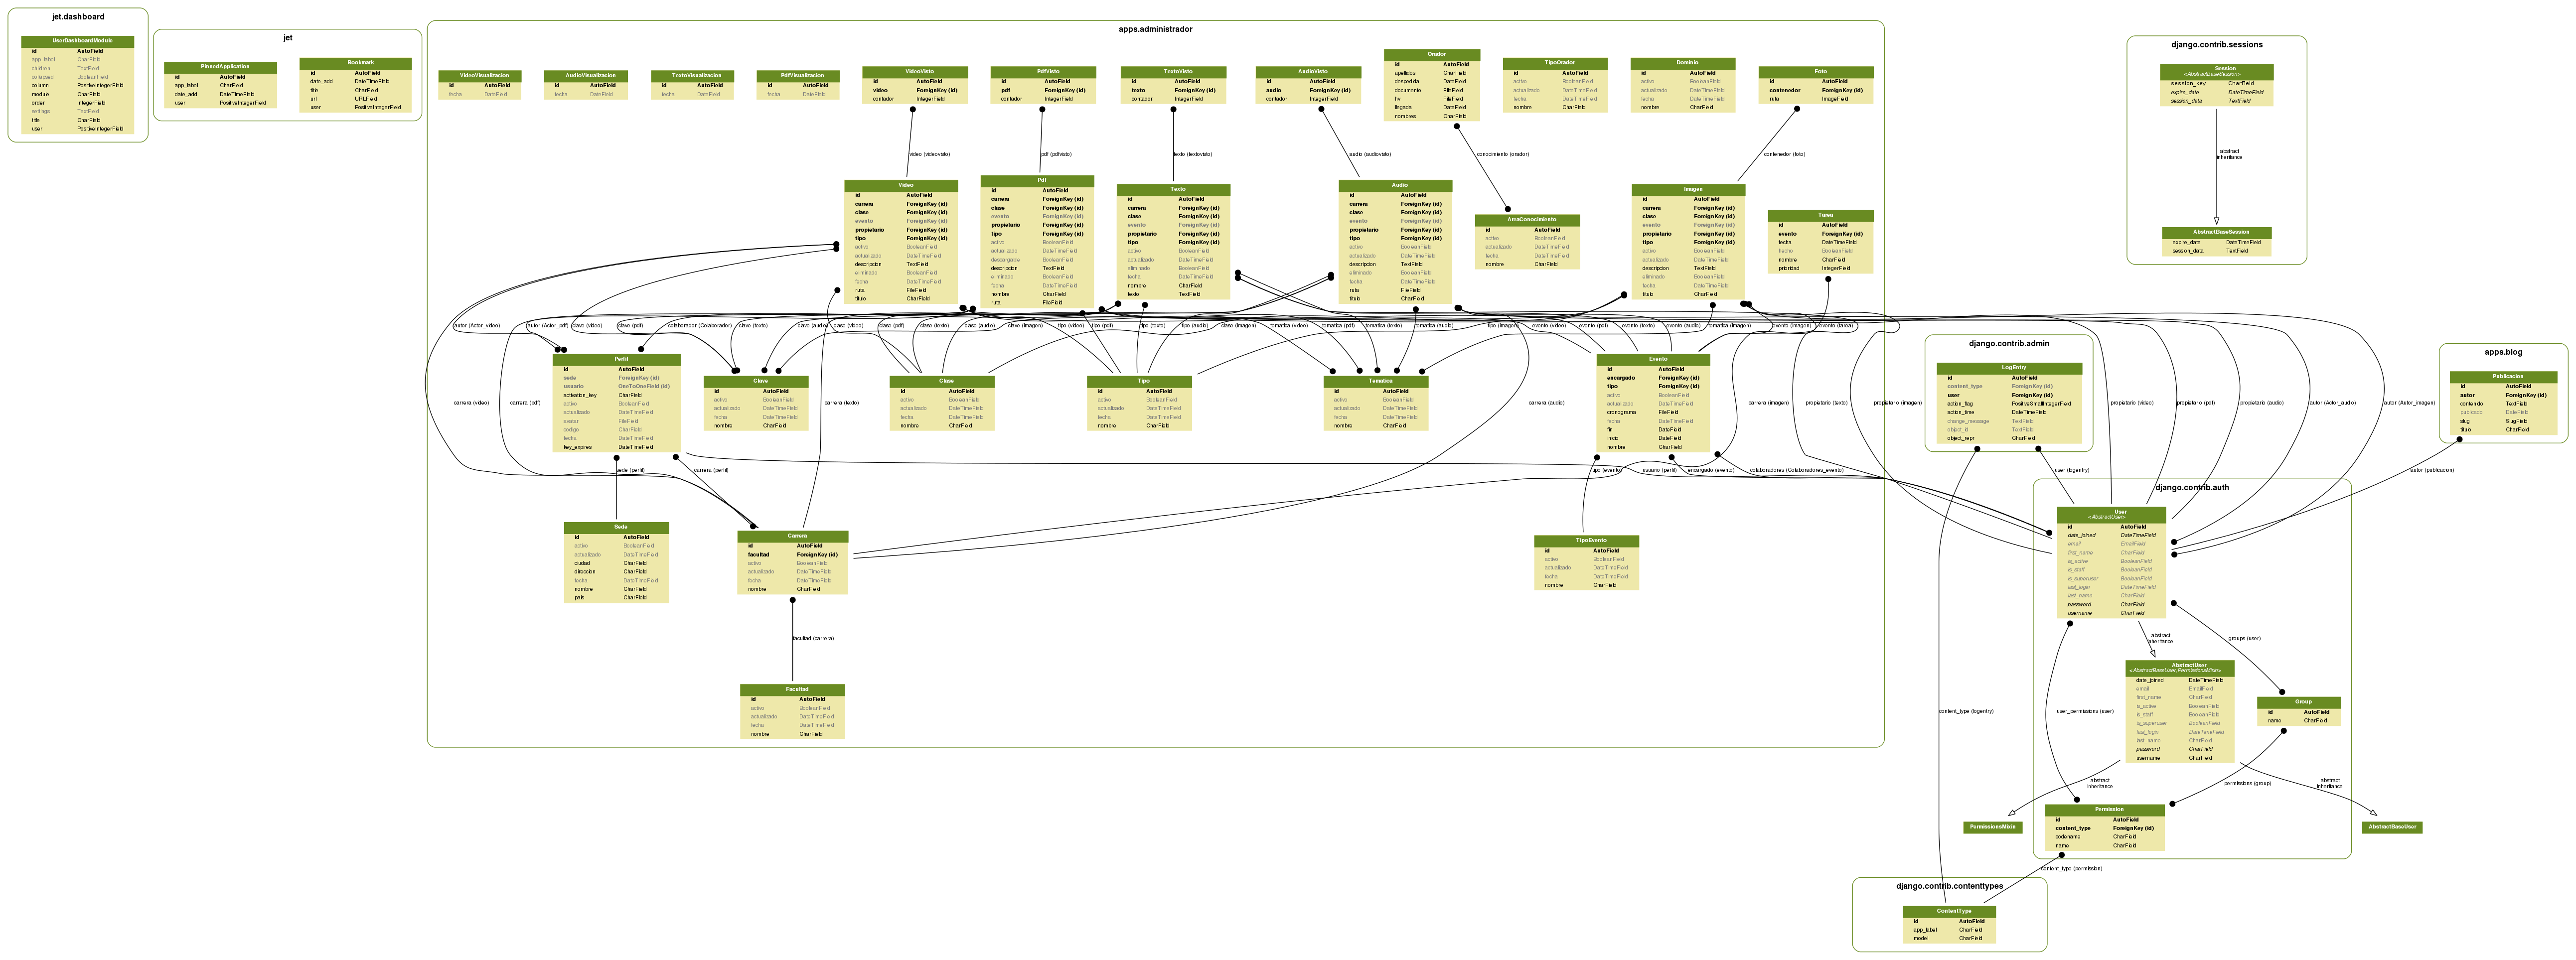 jet.dashboard
UserDashboardModule
id AutoField
app_label CharField
children TextField
collapsed BooleanField
column PositiveIntegerField
module CharField
order IntegerField
settings TextField
title CharField
user PositiveIntegerField
jet
PinnedApplication
id AutoField
app_label CharField
date_add DateTimeField
user PositiveIntegerField
Bookmark
id AutoField
date_add DateTimeField
title CharField
url URLField
user PositiveIntegerField
apps.administrador
VideoVisualizacion
id AutoField
fecha DateField
AudioVisualizacion
id AutoField
fecha DateField
TextoVisualizacion
id AutoField
fecha DateField
PdfVisualizacion
id AutoField
fecha DateField
VideoVisto
id AutoField
video ForeignKey (id)
contador IntegerField
PdfVisto
id AutoField
pdf ForeignKey (id)
contador IntegerField
TextoVisto
id AutoField
texto ForeignKey (id)
contador IntegerField
AudioVisto
id AutoField
audio ForeignKey (id)
contador IntegerField
Orador
id AutoField
apellidos CharField
despedida DateField
documento FileField
hv FileField
llegada DateField
nombres CharField
TipoOrador
id AutoField
activo BooleanField
actualizado DateTimeField
fecha DateTimeField
nombre CharField
Dominio
id AutoField
activo BooleanField
actualizado DateTimeField
fecha DateTimeField
nombre CharField
Foto
id AutoField
contenedor ForeignKey (id)
ruta ImageField
video (videovisto)
pdf (pdfvisto)
texto (textovisto)
audio (audiovisto)
conocimiento (orador)
contenedor (foto)
Video
id AutoField
carrera ForeignKey (id)
clase ForeignKey (id)
evento ForeignKey (id)
propietario ForeignKey (id)
tipo ForeignKey (id)
activo BooleanField
actualizado DateTimeField
descripcion TextField
eliminado BooleanField
fecha DateTimeField
ruta FileField
titulo CharField
Pdf
id AutoField
carrera ForeignKey (id)
clase ForeignKey (id)
evento ForeignKey (id)
propietario ForeignKey (id)
tipo ForeignKey (id)
activo BooleanField
actualizado DateTimeField
descargable BooleanField
descripcion TextField
eliminado BooleanField
fecha DateTimeField
nombre CharField
ruta FileField
Texto
id AutoField
carrera ForeignKey (id)
clase ForeignKey (id)
evento ForeignKey (id)
propietario ForeignKey (id)
tipo ForeignKey (id)
activo BooleanField
actualizado DateTimeField
eliminado BooleanField
fecha DateTimeField
nombre CharField
texto TextField
Audio
id AutoField
carrera ForeignKey (id)
clase ForeignKey (id)
evento ForeignKey (id)
propietario ForeignKey (id)
tipo ForeignKey (id)
activo BooleanField
actualizado DateTimeField
descripcion TextField
eliminado BooleanField
fecha DateTimeField
ruta FileField
titulo CharField
AreaConocimiento
id AutoField
activo BooleanField
actualizado DateTimeField
fecha DateTimeField
nombre CharField
Imagen
id AutoField
carrera ForeignKey (id)
clase ForeignKey (id)
evento ForeignKey (id)
propietario ForeignKey (id)
tipo ForeignKey (id)
activo BooleanField
actualizado DateTimeField
descripcion TextField
eliminado BooleanField
fecha DateTimeField
titulo CharField
Tarea
id AutoField
evento ForeignKey (id)
fecha DateTimeField
hecho BooleanField
nombre CharField
prioridad IntegerField
autor (Actor_video)
autor (Actor_pdf)
clave (video)
clave (pdf)
colaborador (Colaborador)
clave (texto)
clave (audio)
clase (video)
clase (pdf)
clase (texto)
clase (audio)
clave (imagen)
tipo (video)
tipo (pdf)
tipo (texto)
tipo (audio)
clase (imagen)
tematica (video)
tematica (pdf)
tematica (texto)
tematica (audio)
tipo (imagen)
evento (video)
evento (pdf)
evento (texto)
evento (audio)
tematica (imagen)
evento (imagen)
evento (tarea)
Perfil
id AutoField
sede ForeignKey (id)
usuario OneToOneField (id)
activation_key CharField
activo BooleanField
actualizado DateTimeField
avatar FileField
codigo CharField
fecha DateTimeField
key_expires DateTimeField
Clave
id AutoField
activo BooleanField
actualizado DateTimeField
fecha DateTimeField
nombre CharField
Clase
id AutoField
activo BooleanField
actualizado DateTimeField
fecha DateTimeField
nombre CharField
Tipo
id AutoField
activo BooleanField
actualizado DateTimeField
fecha DateTimeField
nombre CharField
Tematica
id AutoField
activo BooleanField
actualizado DateTimeField
fecha DateTimeField
nombre CharField
Evento
id AutoField
encargado ForeignKey (id)
tipo ForeignKey (id)
activo BooleanField
actualizado DateTimeField
cronograma FileField
fecha DateTimeField
fin DateField
inicio DateField
nombre CharField
carrera (video)
carrera (pdf)
carrera (texto)
carrera (audio)
carrera (imagen)
propietario (texto)
propietario (imagen)
propietario (video)
propietario (pdf)
propietario (audio)
autor (Actor_audio)
autor (Autor_imagen)
sede (perfil)
carrera (perfil)
tipo (evento)
usuario (perfil)
encargado (evento)
colaboradores (Colaboradores_evento)
Sede
id AutoField
activo BooleanField
actualizado DateTimeField
ciudad CharField
direccion CharField
fecha DateTimeField
nombre CharField
pais CharField
Carrera
id AutoField
facultad ForeignKey (id)
activo BooleanField
actualizado DateTimeField
fecha DateTimeField
nombre CharField
TipoEvento
id AutoField
activo BooleanField
actualizado DateTimeField
fecha DateTimeField
nombre CharField
facultad (carrera)
Facultad
id AutoField
activo BooleanField
actualizado DateTimeField
fecha DateTimeField
nombre CharField
django.contrib.sessions
Session
<AbstractBaseSession>
session_key CharField
expire_date DateTimeField
session_data TextField
abstract
inheritance
AbstractBaseSession
expire_date DateTimeField
session_data TextField
django.contrib.admin
LogEntry
id AutoField
content_type ForeignKey (id)
user ForeignKey (id)
action_flag PositiveSmallIntegerField
action_time DateTimeField
change_message TextField
object_id TextField
object_repr CharField
apps.blog
Publicacion
id AutoField
autor ForeignKey (id)
contenido TextField
publicado DateField
slug SlugField
titulo CharField
user (logentry)
autor (publicacion)
django.contrib.auth
User
<AbstractUser>
id AutoField
date_joined DateTimeField
email EmailField
first_name CharField
is_active BooleanField
is_staff BooleanField
is_superuser BooleanField
last_login DateTimeField
last_name CharField
password CharField
username CharField
abstract
inheritance
groups (user)
AbstractUser
<AbstractBaseUser,PermissionsMixin>
date_joined DateTimeField
email EmailField
first_name CharField
is_active BooleanField
is_staff BooleanField
is_superuser BooleanField
last_login DateTimeField
last_name CharField
password CharField
username CharField
Group
id AutoField
name CharField
content_type (logentry)
user_permissions (user)
abstract
inheritance
permissions (group)
abstract
inheritance
PermissionsMixin
Permission
id AutoField
content_type ForeignKey (id)
codename CharField
name CharField
AbstractBaseUser
content_type (permission)
django.contrib.contenttypes
ContentType
id AutoField
app_label CharField
model CharField